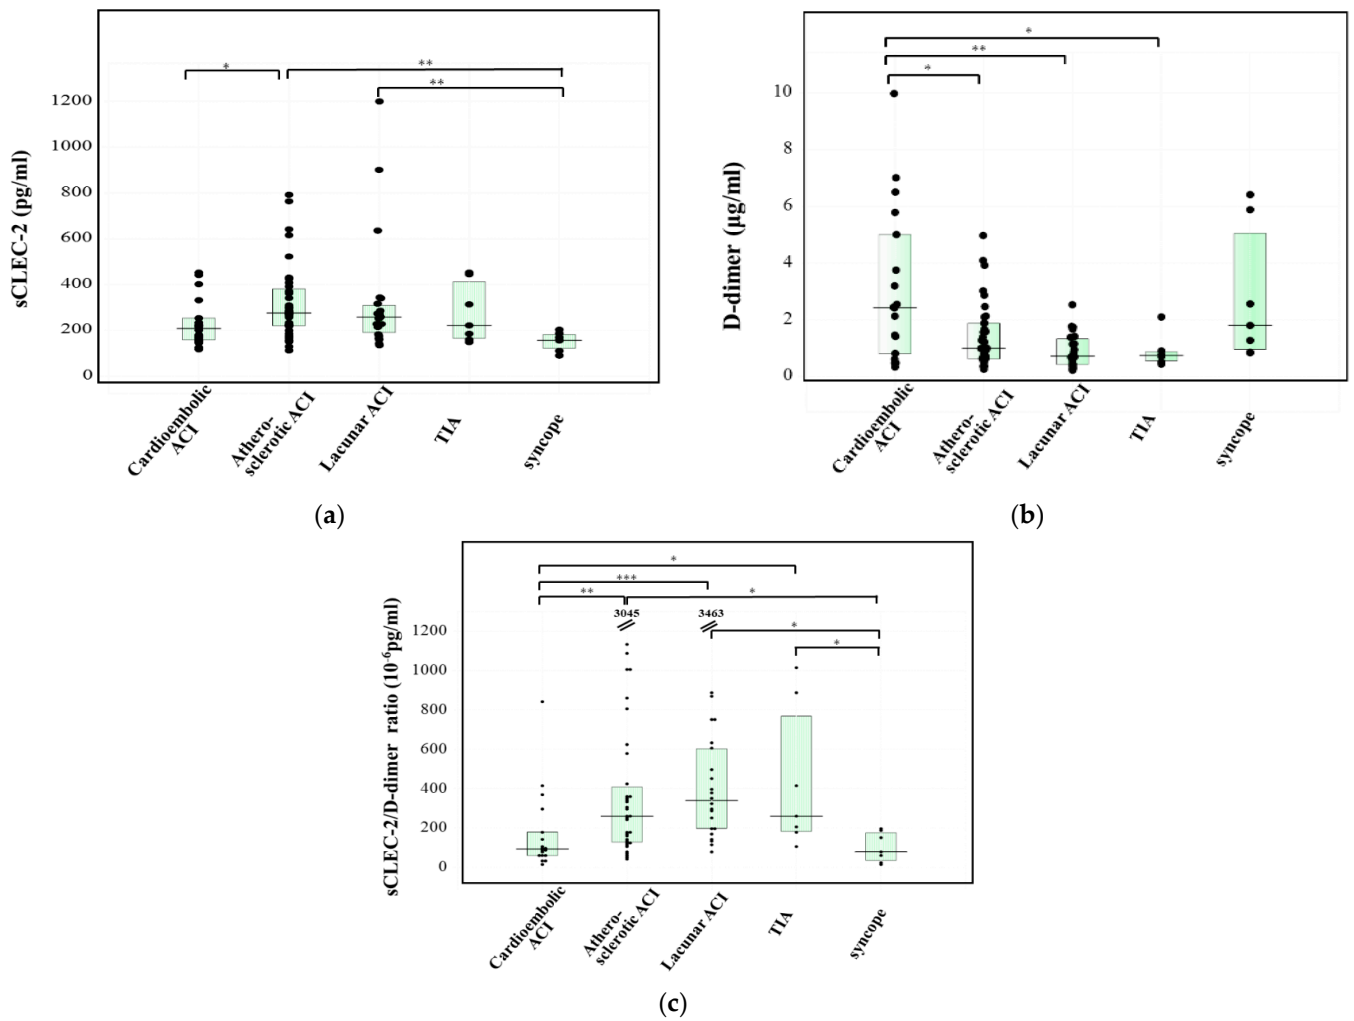 *
**
**
sCLEC-2 (pg/ml)
1200
1000
800
600
400
200
0
Cardioembolic
ACI
Athero-
sclerotic ACI
Lacunar ACI
TIA
syncope
(a)
*
**
*
D-dimer (μg/ml)
10
8
6
4
2
0
Cardioembolic
ACI
Athero-
sclerotic ACI
Lacunar ACI
TIA
syncope
(b)
*
***
**
*
3045
3463
*
*
sCLEC-2/D-dimer ratio (10⁻⁶pg/ml)
1200
1000
800
600
400
200
0
Cardioembolic
ACI
Athero-
sclerotic ACI
Lacunar ACI
TIA
syncope
(c)